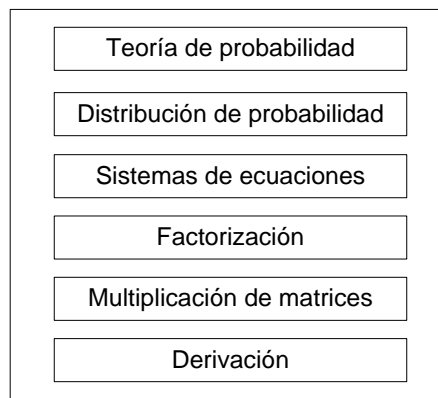 Teoría de probabilidad
Distribución de probabilidad
Sistemas de ecuaciones
Factorización
Multiplicación de matrices
Derivación